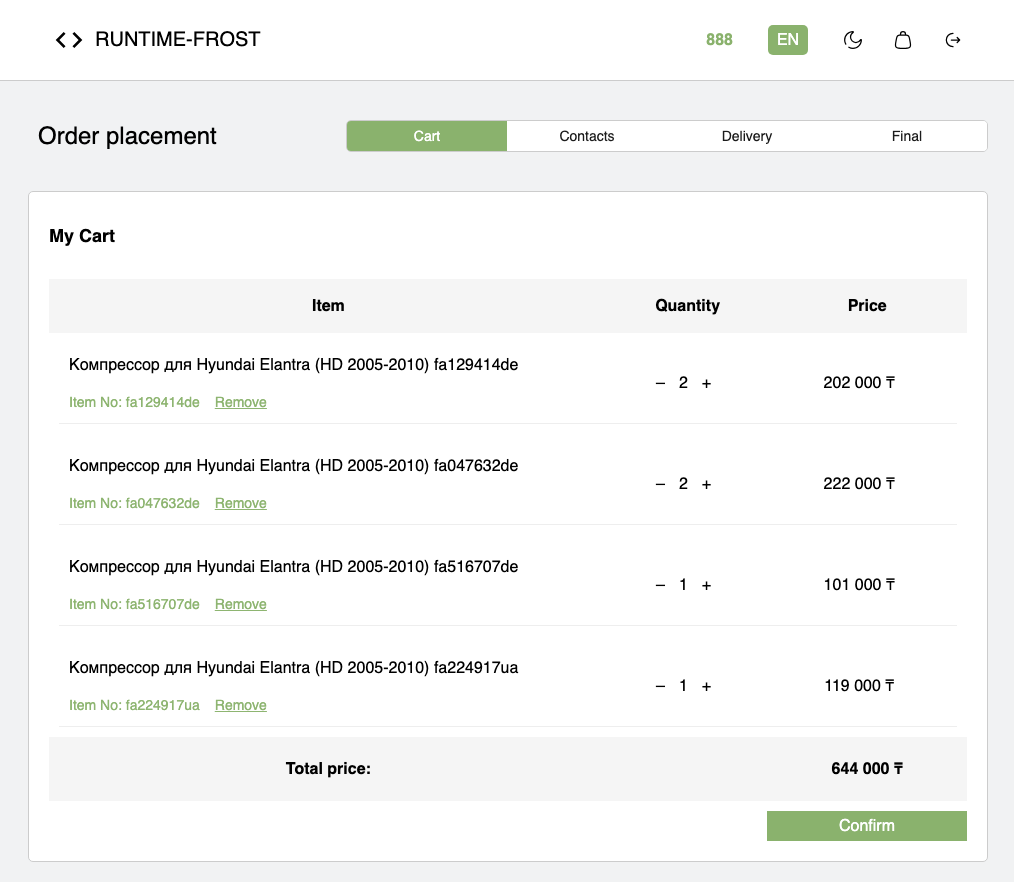 RUNTIME-FROST
888
EN
Order placement
Cart
Contacts
Delivery
Final
My Cart
Item Quantity Price
Компрессор для Hyundai Elantra (HD 2005-2010) fa129414de
– 2 + 202 000 ₸
Item No: fa129414de Remove
Компрессор для Hyundai Elantra (HD 2005-2010) fa047632de
– 2 + 222 000 ₸
Item No: fa047632de Remove
Компрессор для Hyundai Elantra (HD 2005-2010) fa516707de
– 1 + 101 000 ₸
Item No: fa516707de Remove
Компрессор для Hyundai Elantra (HD 2005-2010) fa224917ua
– 1 + 119 000 ₸
Item No: fa224917ua Remove
Total price: 644 000 ₸
Confirm